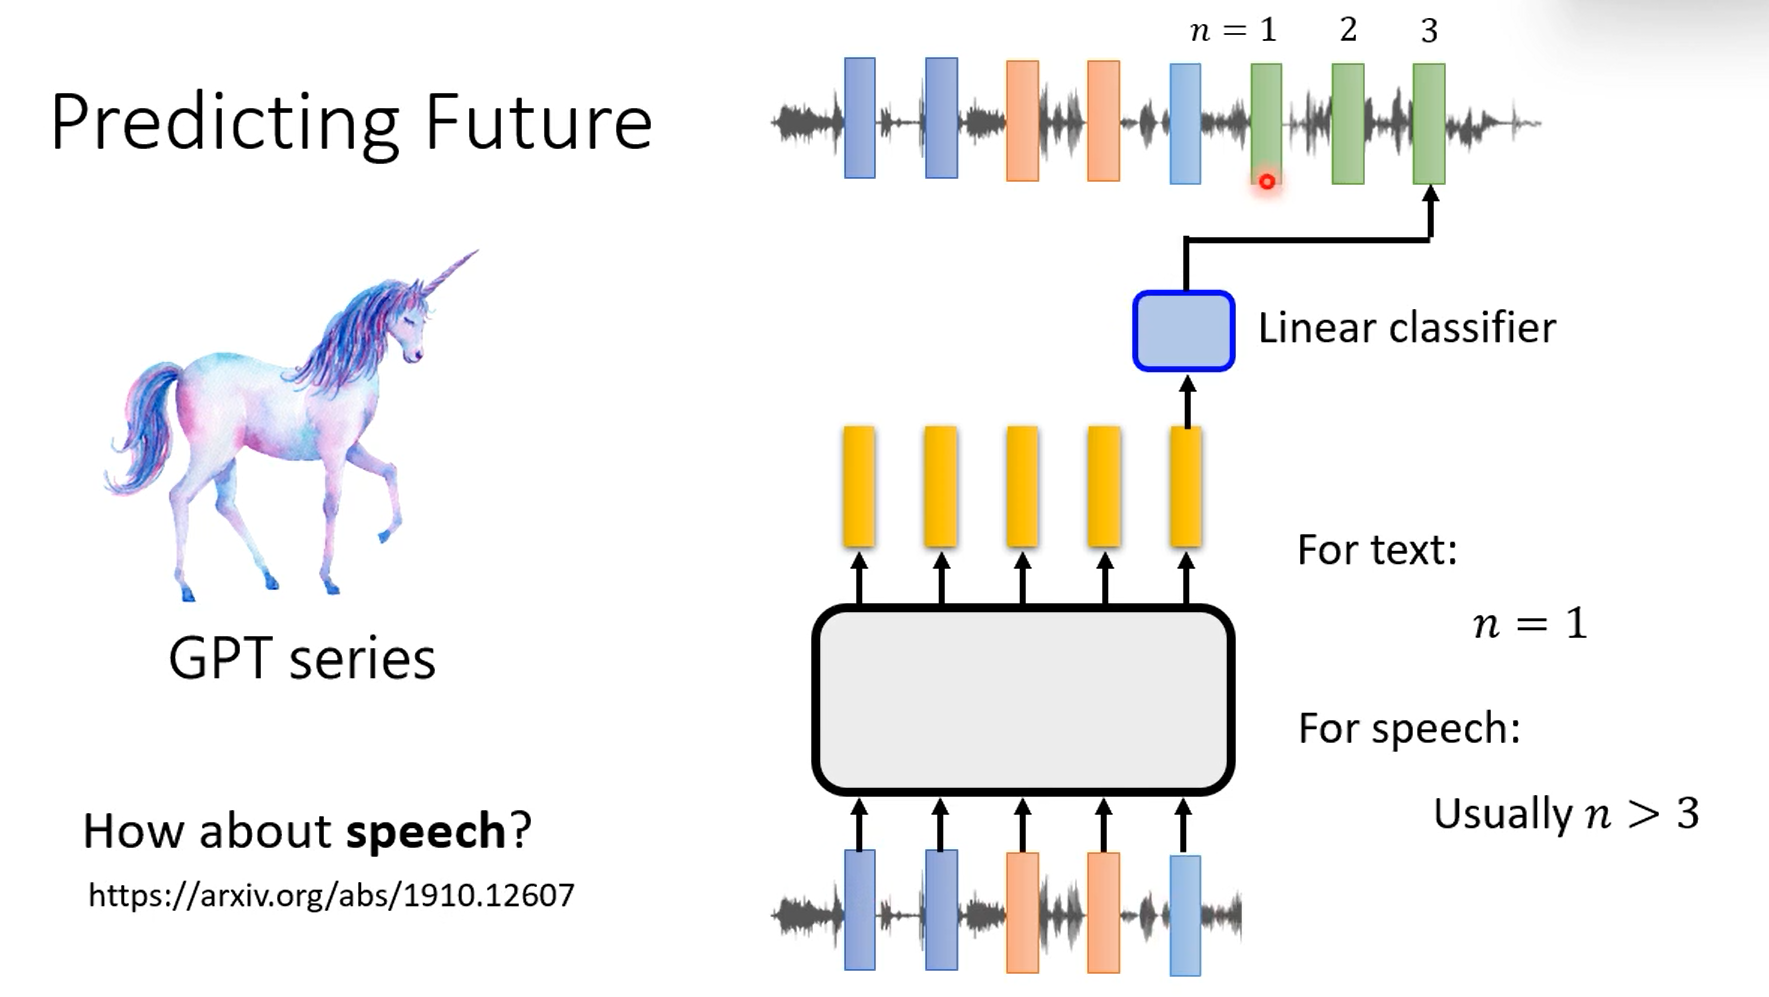 Predicting Future
n = 1 2 3
Linear classifier
GPT series
For text:
n = 1
For speech:
Usually n > 3
How about speech?
https://arxiv.org/abs/1910.12607